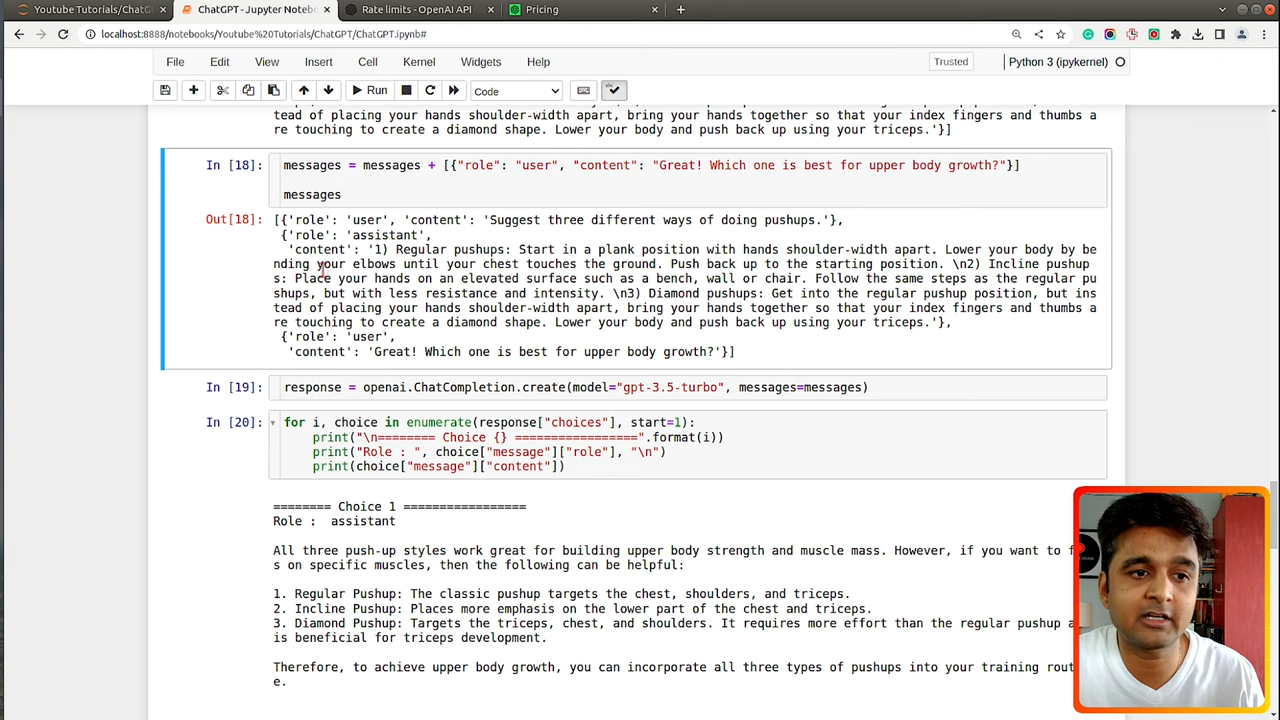 Youtube Tutorials/ChatG
ChatGPT - Jupyter Notebo
Rate limits - OpenAI API
Pricing
localhost:8888/notebooks/Youtube%20Tutorials/ChatGPT/ChatGPT.ipynb#
File Edit View Insert Cell Kernel Widgets Help
Trusted
Python 3 (ipykernel)
Run
Code
tead of placing your hands shoulder-width apart, bring your hands together so that your index fingers and thumbs a
re touching to create a diamond shape. Lower your body and push back up using your triceps.'}]
In [18]: messages = messages + [{"role": "user", "content": "Great! Which one is best for upper body growth?"}]
messages
Out[18]: [{'role': 'user', 'content': 'Suggest three different ways of doing pushups.'},
{'role': 'assistant',
'content': '1) Regular pushups: Start in a plank position with hands shoulder-width apart. Lower your body by be
nding your elbows until your chest touches the ground. Push back up to the starting position. \n2) Incline pushup
s: Place your hands on an elevated surface such as a bench, wall or chair. Follow the same steps as the regular pu
shups, but with less resistance and intensity. \n3) Diamond pushups: Get into the regular pushup position, but ins
tead of placing your hands shoulder-width apart, bring your hands together so that your index fingers and thumbs a
re touching to create a diamond shape. Lower your body and push back up using your triceps.'},
{'role': 'user',
'content': 'Great! Which one is best for upper body growth?'}]
In [19]: response = openai.ChatCompletion.create(model="gpt-3.5-turbo", messages=messages)
In [20]: for i, choice in enumerate(response["choices"], start=1):
print("\n======== Choice {} =================".format(i))
print("Role : ", choice["message"]["role"], "\n")
print(choice["message"]["content"])
======== Choice 1 =================
Role :  assistant
All three push-up styles work great for building upper body strength and muscle mass. However, if you want to f
s on specific muscles, then the following can be helpful:
1. Regular Pushup: The classic pushup targets the chest, shoulders, and triceps.
2. Incline Pushup: Places more emphasis on the lower part of the chest and triceps.
3. Diamond Pushup: Targets the triceps, chest, and shoulders. It requires more effort than the regular pushup a
is beneficial for triceps development.
Therefore, to achieve upper body growth, you can incorporate all three types of pushups into your training rout
e.